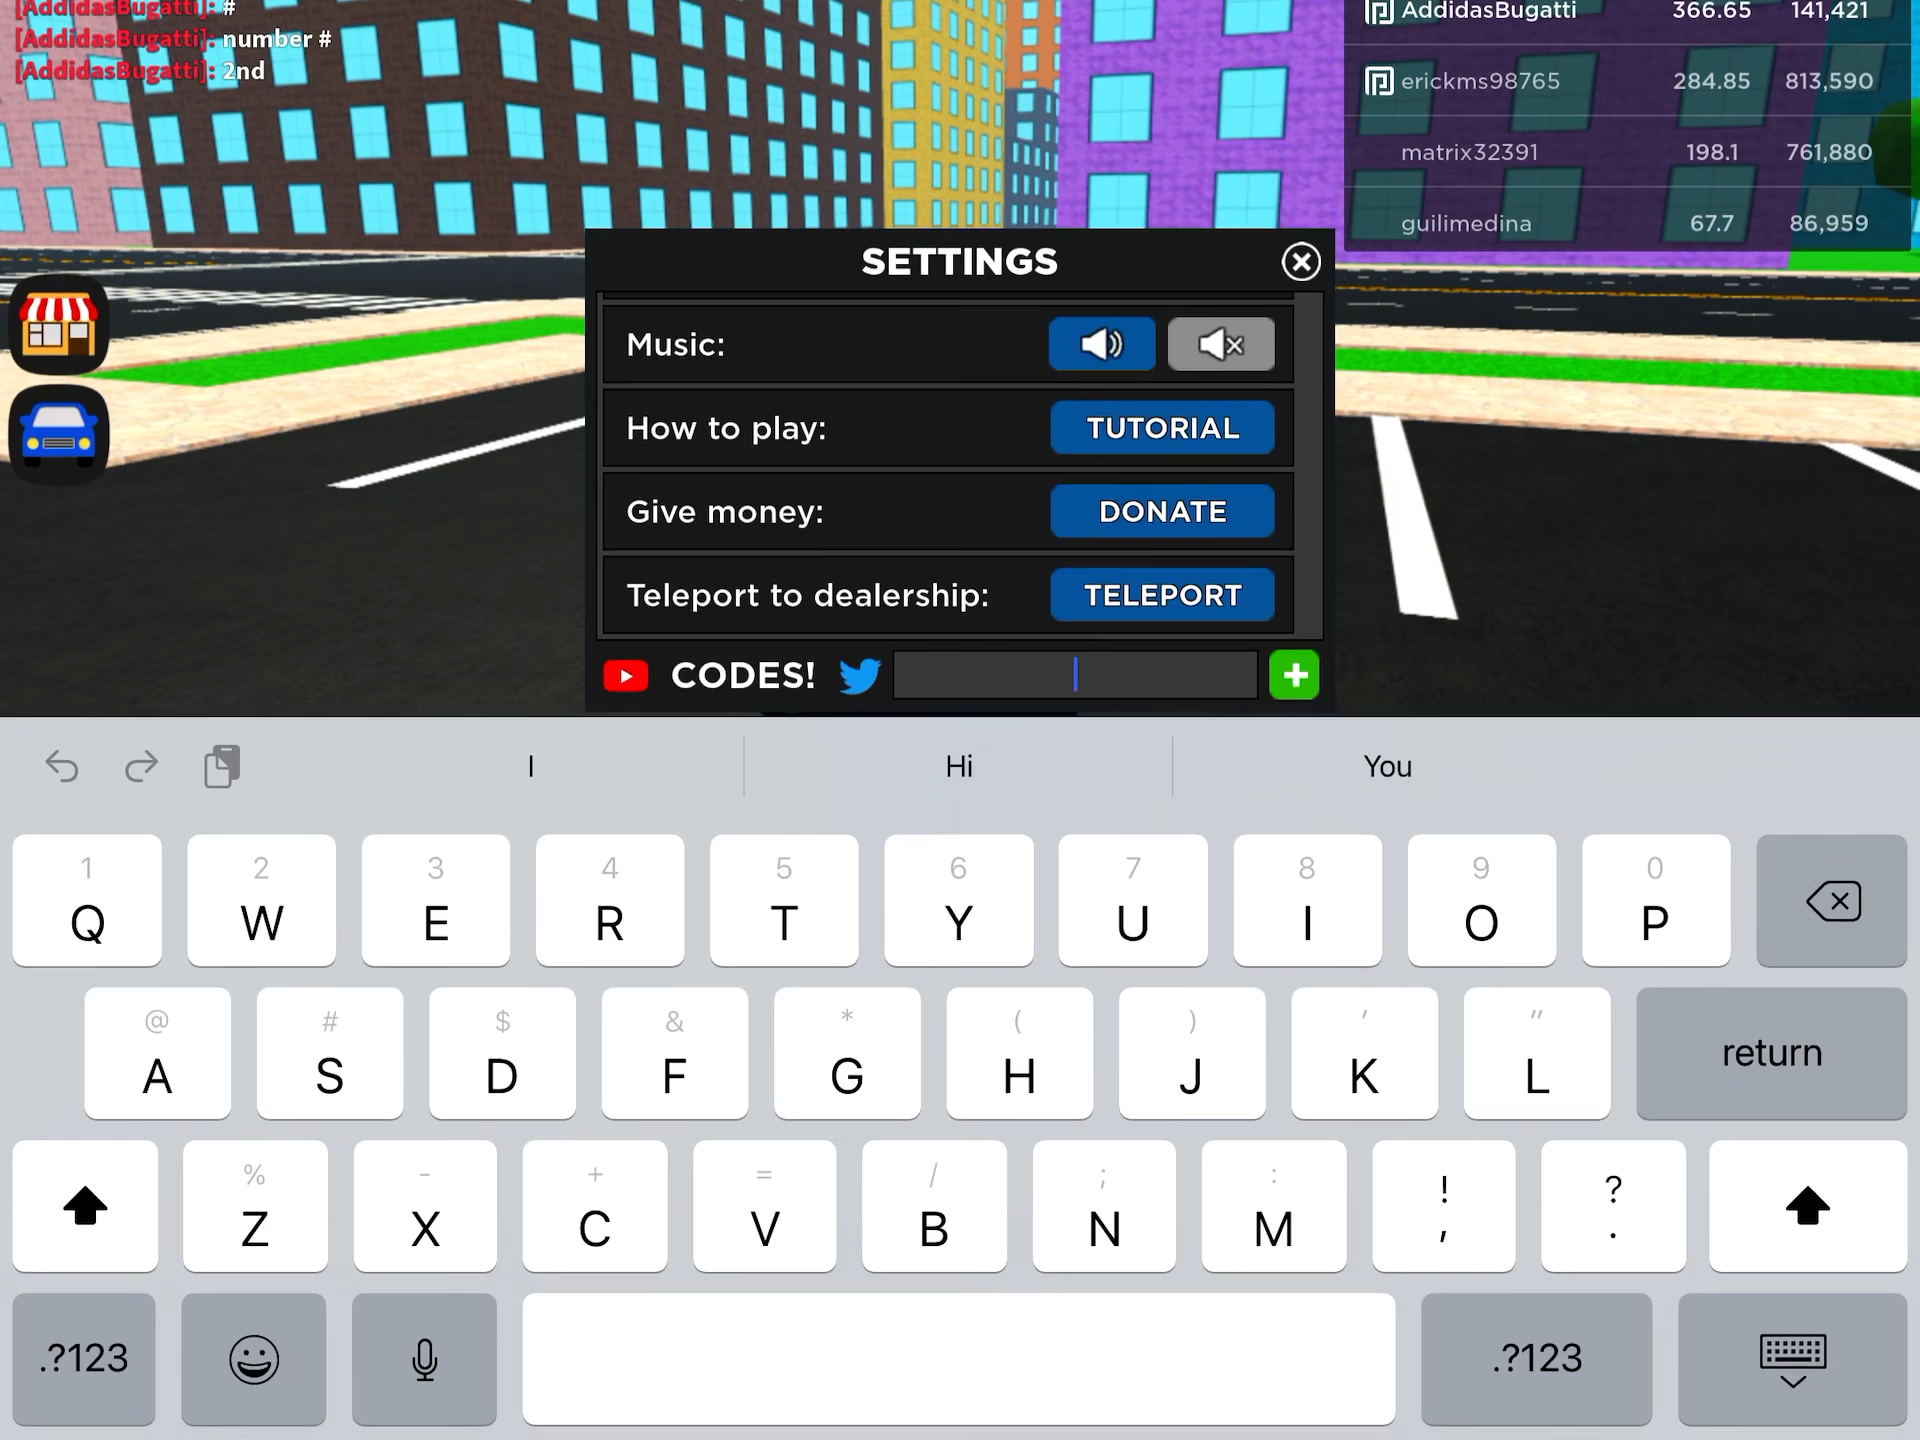 [AddidasBugatti]: #
[AddidasBugatti]: number #
[AddidasBugatti]: 2nd
AddidasBugatti 366.65 141,421
erickms98765 284.85 813,590
matrix32391 198.1 761,880
guilimedina 67.7 86,959
SETTINGS
Music:
How to play: TUTORIAL
Give money: DONATE
Teleport to dealership: TELEPORT
CODES!
I Hi You
1 2 3 4 5 6 7 8 9 0
Q W E R T Y U I O P
@ # $ & * ( ) ' "
A S D F G H J K L return
% - + = / ; : ! ?
Z X C V B N M , .
.?123 .?123